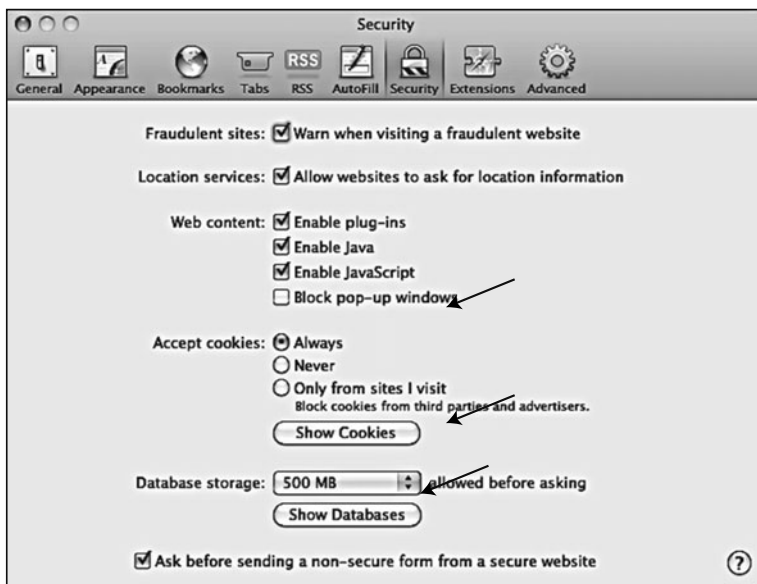 Security
General Appearance Bookmarks Tabs RSS AutoFill Security Extensions Advanced
RSS
Fraudulent sites: Warn when visiting a fraudulent website
Location services: Allow websites to ask for location information
Web content: Enable plug-ins
Enable Java
Enable JavaScript
Block pop-up windows
Accept cookies: Always
Never
Only from sites I visit
Block cookies from third parties and advertisers.
Show Cookies
Database storage: 500 MB allowed before asking
Show Databases
Ask before sending a non-secure form from a secure website ?